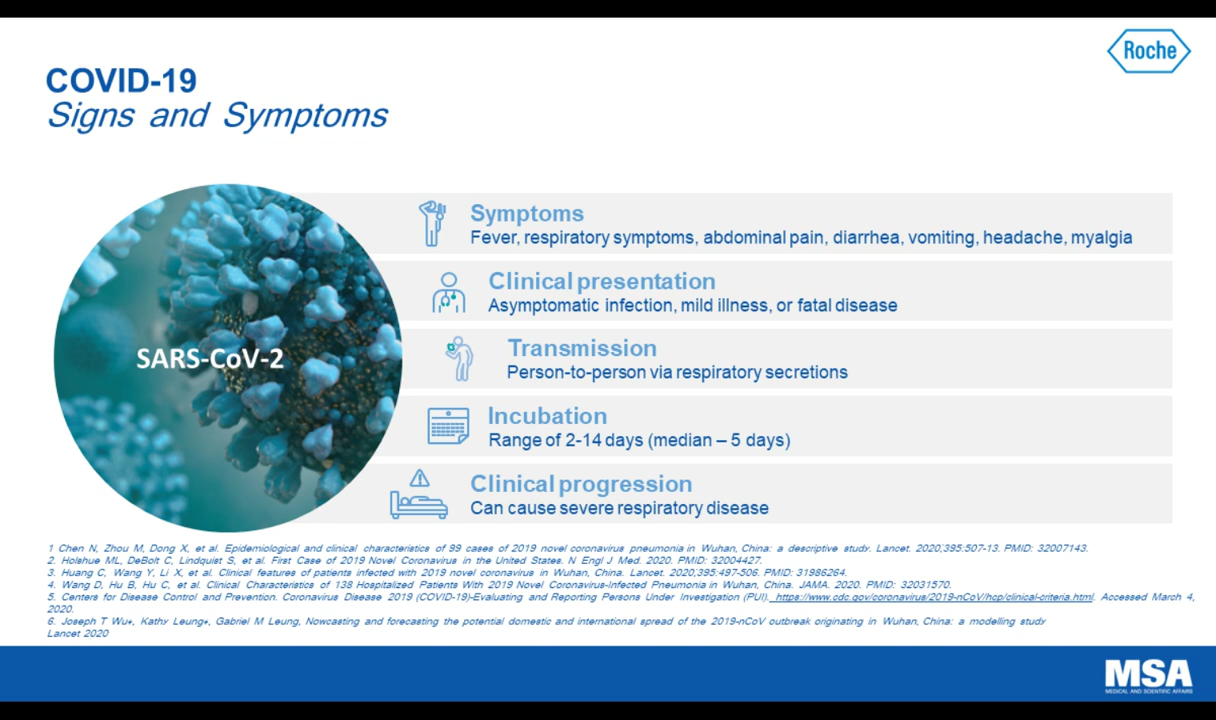 Roche
COVID-19
Signs and Symptoms
SARS-CoV-2
Symptoms
Fever, respiratory symptoms, abdominal pain, diarrhea, vomiting, headache, myalgia
Clinical presentation
Asymptomatic infection, mild illness, or fatal disease
Transmission
Person-to-person via respiratory secretions
Incubation
Range of 2-14 days (median – 5 days)
Clinical progression
Can cause severe respiratory disease
1 Chen N, Zhou M, Dong X, et al. Epidemiological and clinical characteristics of 99 cases of 2019 novel coronavirus pneumonia in Wuhan, China: a descriptive study. Lancet. 2020;395:507-13. PMID: 32007143.
2. Holshue ML, DeBolt C, Lindquist S, et al. First Case of 2019 Novel Coronavirus in the United States. N Engl J Med. 2020. PMID: 32004427.
3. Huang C, Wang Y, Li X, et al. Clinical features of patients infected with 2019 novel coronavirus in Wuhan, China. Lancet. 2020;395:497-506. PMID: 31986264.
4. Wang D, Hu B, Hu C, et al. Clinical Characteristics of 138 Hospitalized Patients With 2019 Novel Coronavirus-Infected Pneumonia in Wuhan, China. JAMA. 2020. PMID: 32031570.
5. Centers for Disease Control and Prevention. Coronavirus Disease 2019 (COVID-19)-Evaluating and Reporting Persons Under Investigation (PUI). https://www.cdc.gov/coronavirus/2019-nCoV/hcp/clinical-criteria.html. Accessed March 4,
2020.
6. Joseph T Wu*, Kathy Leung*, Gabriel M Leung, Nowcasting and forecasting the potential domestic and international spread of the 2019-nCoV outbreak originating in Wuhan, China: a modelling study
Lancet 2020
MSA
MEDICAL AND SCIENTIFIC AFFAIRS